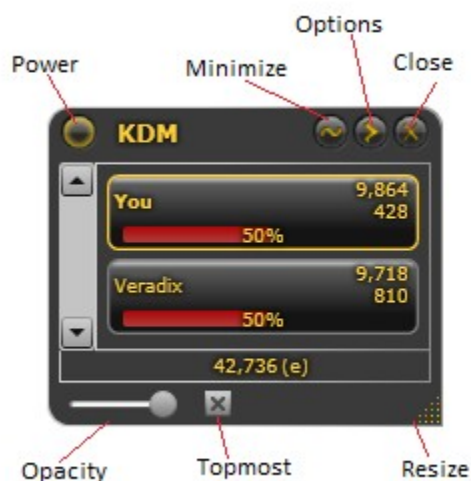 Options
Power
Minimize
Close
KDM
You
9,864
428
50%
Veradix
9,718
810
50%
42,736 (e)
Opacity
Topmost
Resize